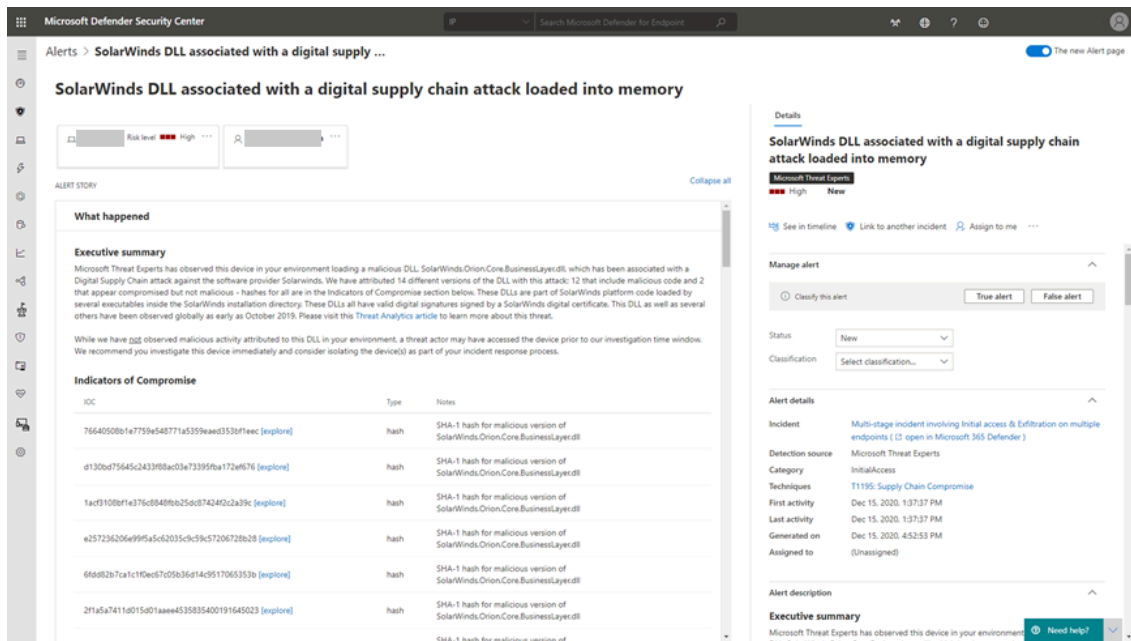 Microsoft Defender Security Center
IP
Search Microsoft Defender for Endpoint
Alerts > SolarWinds DLL associated with a digital supply ...
The new Alert page
SolarWinds DLL associated with a digital supply chain attack loaded into memory
Risk level High ...
...
ALERT STORY
Collapse all
What happened
Executive summary
Microsoft Threat Experts has observed this device in your environment loading a malicious DLL, SolarWinds.Orion.Core.BusinessLayer.dll, which has been associated with a
Digital Supply Chain attack against the software provider Solarwinds. We have attributed 14 different versions of the DLL with this attack: 12 that include malicious code and 2
that appear compromised but not malicious - hashes for all are in the Indicators of Compromise section below. These DLLs are part of SolarWinds platform code loaded by
several executables inside the SolarWinds installation directory. These DLLs all have valid digital signatures signed by a SolarWinds digital certificate. This DLL as well as several
others have been observed globally as early as October 2019. Please visit this Threat Analytics article to learn more about this threat.
While we have not observed malicious activity attributed to this DLL in your environment, a threat actor may have accessed the device prior to our investigation time window.
We recommend you investigate this device immediately and consider isolating the device(s) as part of your incident response process.
Indicators of Compromise
IOC Type Notes
76640508b1e7759e548771a5359eaed353bf1eec [explore] hash SHA-1 hash for malicious version of
SolarWinds.Orion.Core.BusinessLayer.dll
d130bd75645c2433f88ac03e73395fba172ef676 [explore] hash SHA-1 hash for malicious version of
SolarWinds.Orion.Core.BusinessLayer.dll
1acf3108bf1e376c8848fbb25dc87424f2c2a39c [explore] hash SHA-1 hash for malicious version of
SolarWinds.Orion.Core.BusinessLayer.dll
e257236206e99f5a5c62035c9c59c57206728b28 [explore] hash SHA-1 hash for malicious version of
SolarWinds.Orion.Core.BusinessLayer.dll
6fdd82b7ca1c1f0ec67c05b36d14c9517065353b [explore] hash SHA-1 hash for malicious version of
SolarWinds.Orion.Core.BusinessLayer.dll
2f1a5a7411d015d01aaee4535835400191645023 [explore] hash SHA-1 hash for malicious version of
SolarWinds.Orion.Core.BusinessLayer.dll
SHA-1 hash for malicious version of
Details
SolarWinds DLL associated with a digital supply chain
attack loaded into memory
Microsoft Threat Experts
High New
See in timeline Link to another incident Assign to me ...
Manage alert
Classify this alert True alert False alert
Status New
Classification Select classification...
Alert details
Incident Multi-stage incident involving Initial access & Exfiltration on multiple
endpoints ( open in Microsoft 365 Defender )
Detection source Microsoft Threat Experts
Category InitialAccess
Techniques T1195: Supply Chain Compromise
First activity Dec 15, 2020, 1:37:37 PM
Last activity Dec 15, 2020, 1:37:37 PM
Generated on Dec 15, 2020, 4:52:53 PM
Assigned to (Unassigned)
Alert description
Executive summary
Microsoft Threat Experts has observed this device in your environment
Need help?